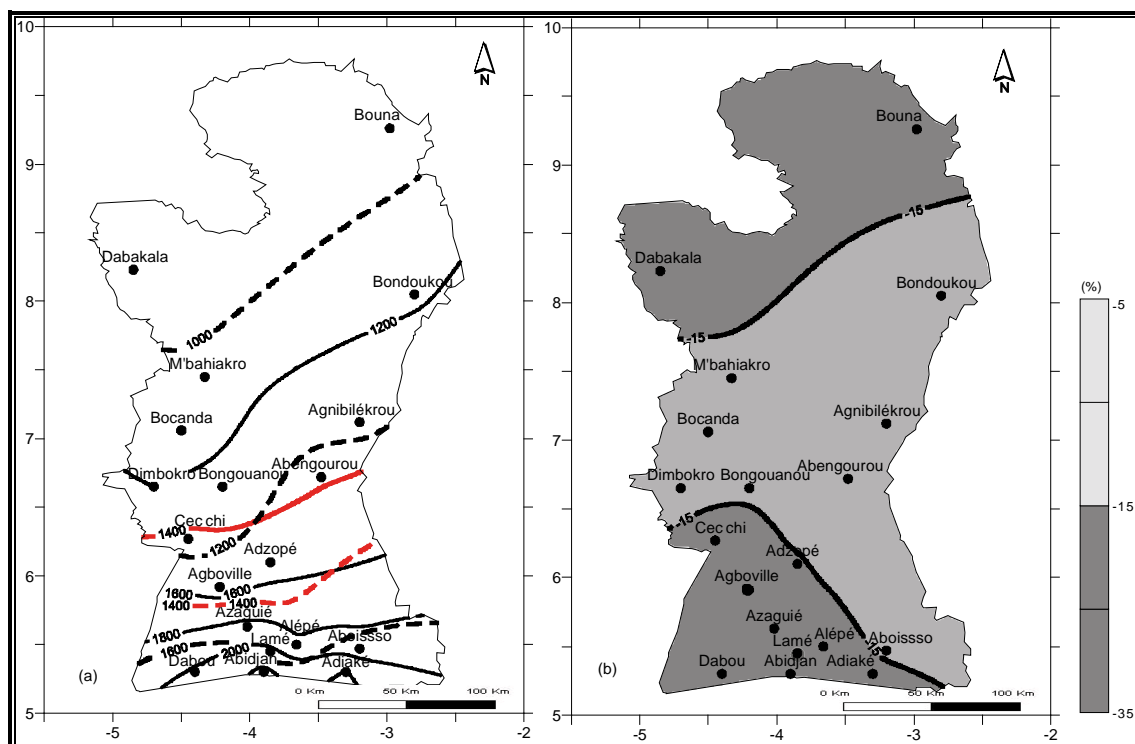 10
9
8
7
6
5
-5
-4
-3
-2
N
Bouna
Dabakala
Bondoukou
1000
1200
M'bahiakro
Bocanda
Agnibilékrou
Dimbokro
Bongouanou
Abengourou
Cec chi
1400
1200
Adzopé
Agboville
1600
1600
1400
1400
Azaguié
1800
Alépé
Lamé
Aboissso
1600
2000
Dabou
Abidjan
Adiaké
(a)
0 Km
50 Km
100 Km
10
9
8
7
6
5
-5
-4
-3
-2
N
Bouna
-15
Dabakala
Bondoukou
-15
M'bahiakro
Bocanda
Agnibilékrou
Abengourou
Dimbokro
Bongouanou
-15
Cec chi
Adzopé
Agboville
Azaguié
Alépé
Lamé
Aboissso
-15
Dabou
Abidjan
Adiaké
(b)
0 Km
50 Km
100 Km
(%)
-5
-15
-35